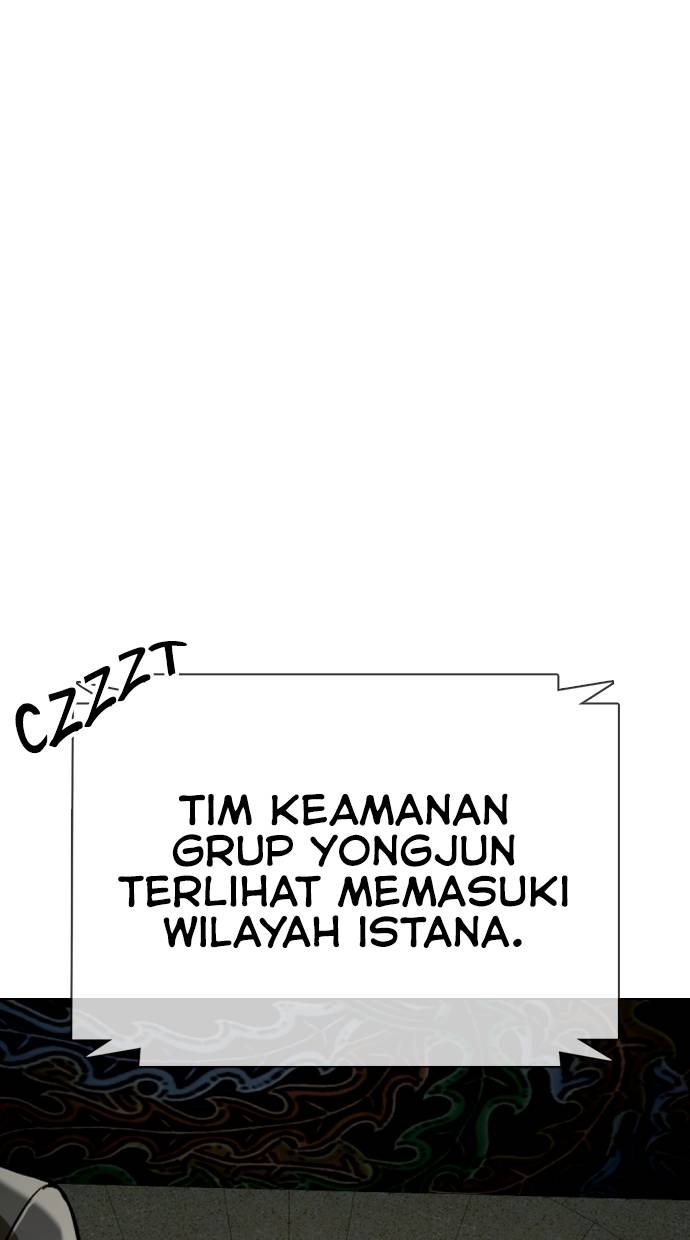 CZZZT
TIM KEAMANAN
GRUP YONGJUN
TERLIHAT MEMASUKI
WILAYAH ISTANA.